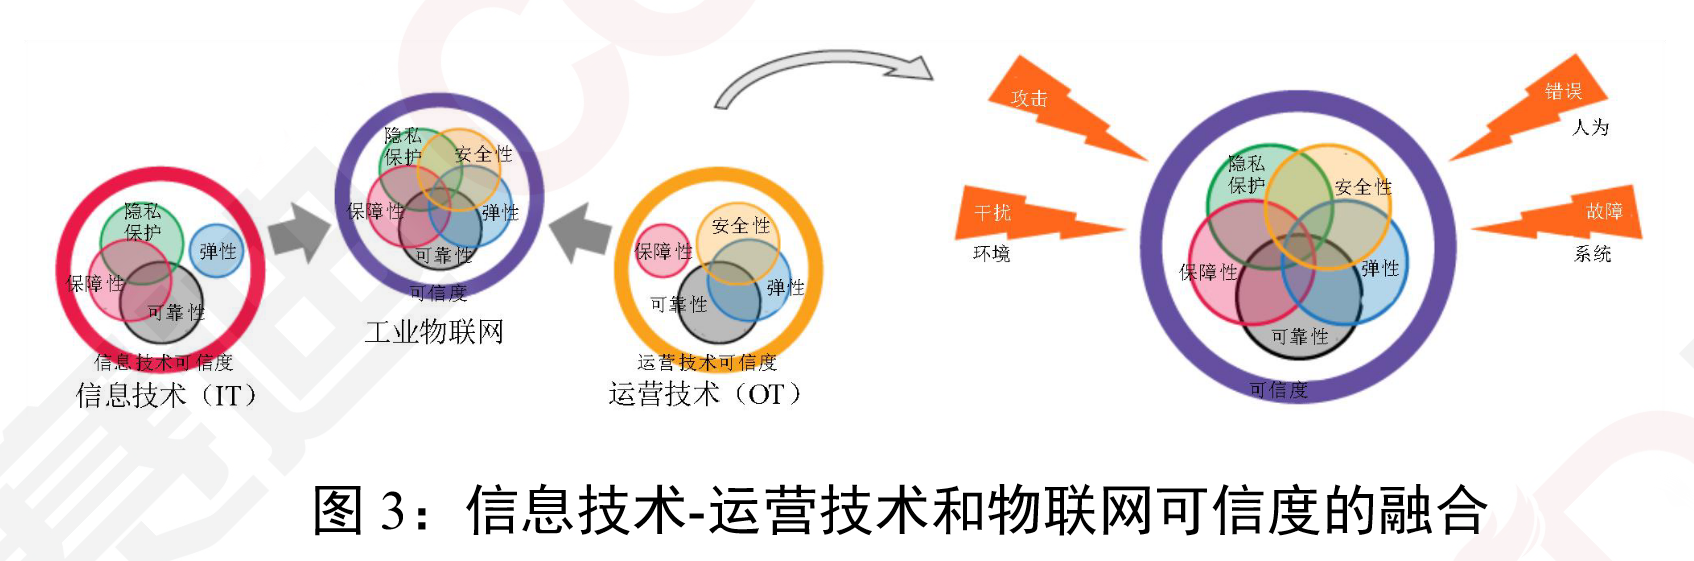 隐私
保护
弹性
保障性
可靠性
信息技术可信度
信息技术（IT）
隐私
保护
安全性
保障性
弹性
可靠性
可信度
工业物联网
安全性
保障性
弹性
可靠性
运营技术可信度
运营技术（OT）
攻击
错误
人为
干扰
环境
故障
系统
隐私
保护
安全性
保障性
弹性
可靠性
可信度
图 3：信息技术-运营技术和物联网可信度的融合